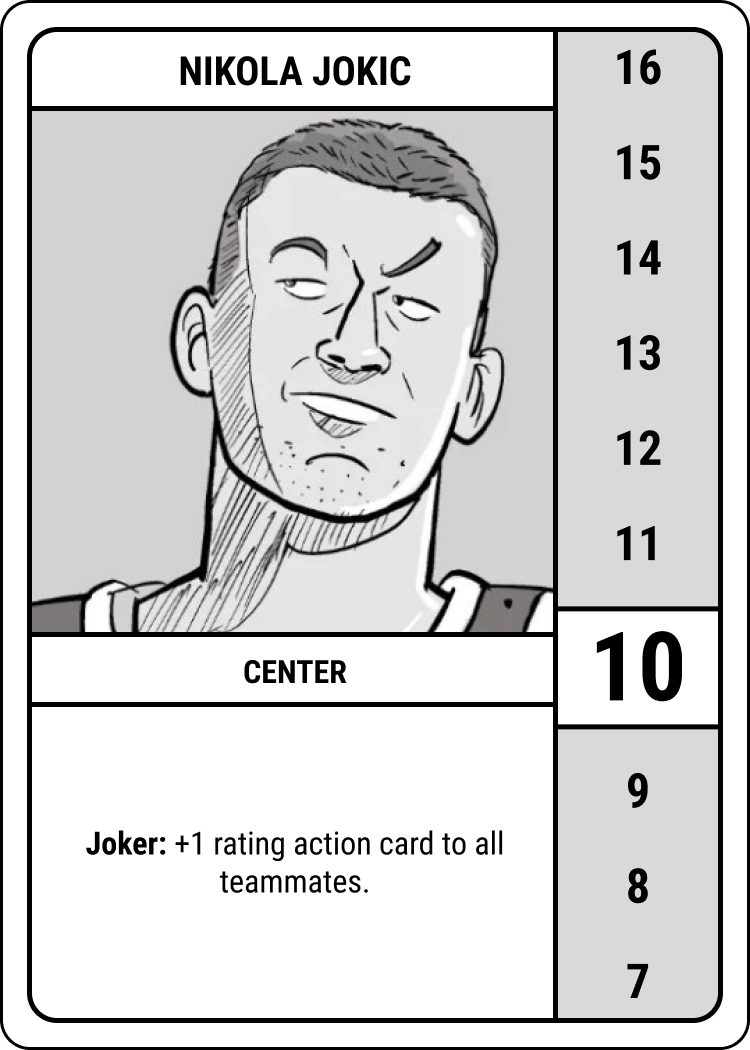 NIKOLA JOKIC
CENTER
Joker: +1 rating action card to all
teammates.
16
15
14
13
12
11
10
9
8
7